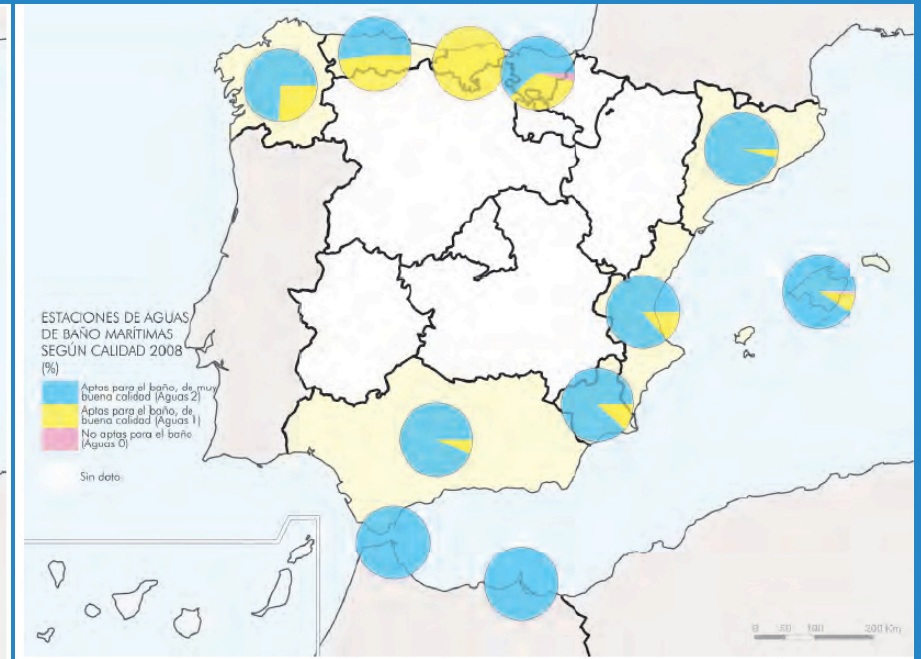 ESTACIONES DE AGUAS
DE BAÑO MARÍTIMAS
SEGÚN CALIDAD 2008
(%)
Aptas para el baño, de muy
buena calidad (Aguas 2)
Aptas para el baño, de
buena calidad (Aguas 1)
No aptas para el baño
(Aguas 0)
Sin dato
0 50 100 200 Km